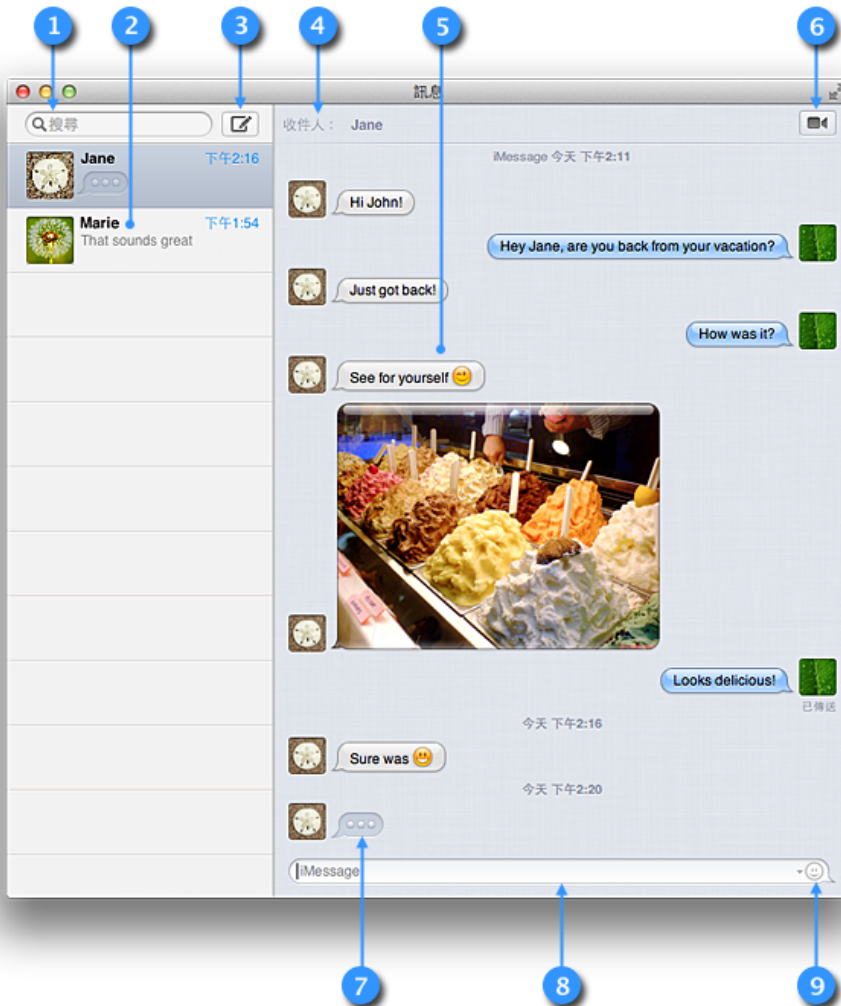 1 2 3 4 5 6
訊息
搜尋
收件人： Jane
Jane 下午2:16
Marie 下午1:54
That sounds great
iMessage 今天 下午2:11
Hi John!
Hey Jane, are you back from your vacation?
Just got back!
How was it?
See for yourself
Looks delicious!
已傳送
今天 下午2:16
Sure was
今天 下午2:20
iMessage
7 8 9